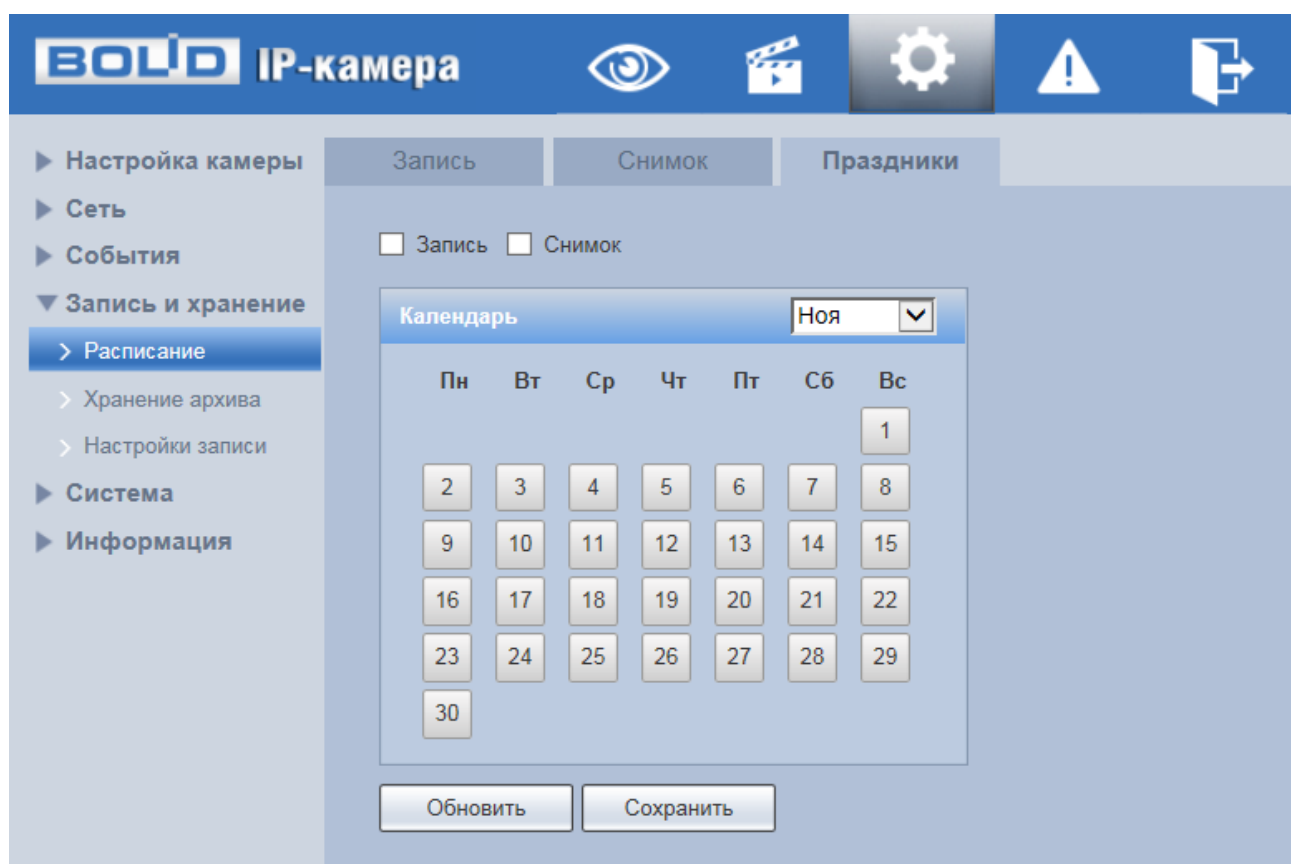 BOLID IP-камера
Настройка камеры
Сеть
События
Запись и хранение
Расписание
Хранение архива
Настройки записи
Система
Информация
Запись Снимок Праздники
Запись Снимок
Календарь Ноя
Пн Вт Ср Чт Пт Сб Вс
1
2 3 4 5 6 7 8
9 10 11 12 13 14 15
16 17 18 19 20 21 22
23 24 25 26 27 28 29
30
Обновить Сохранить